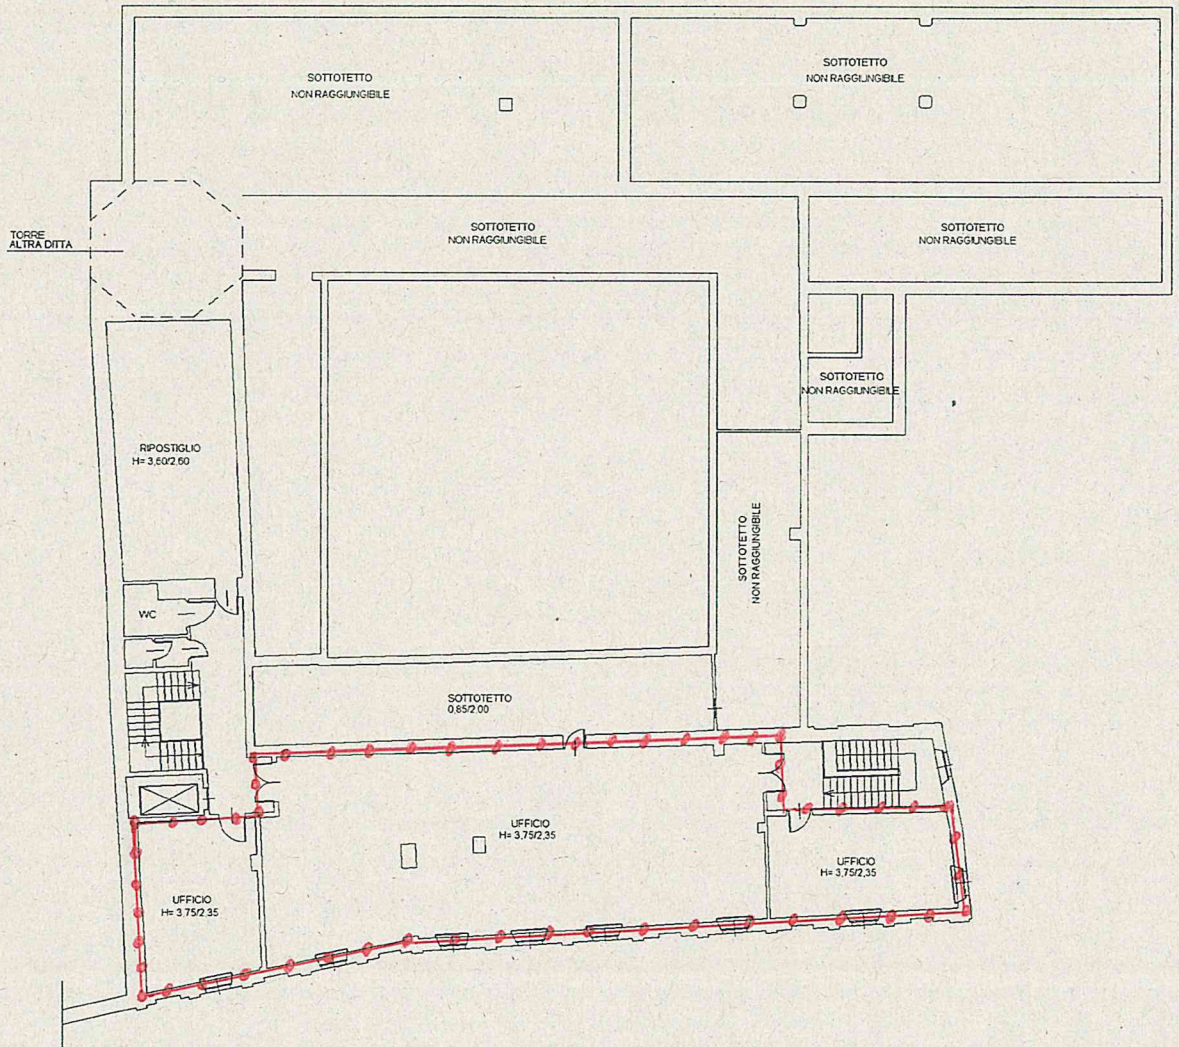 SOTTOTETTO
NON RAGGIUNGIBILE
SOTTOTETTO
NON RAGGIUNGIBILE
TORRE
ALTRA DITTA
SOTTOTETTO
NON RAGGIUNGIBILE
SOTTOTETTO
NON RAGGIUNGIBILE
SOTTOTETTO
NON RAGGIUNGIBILE
RIPOSTIGLIO
H= 3,60/2,60
SOTTOTETTO
NON RAGGIUNGIBILE
WC
SOTTOTETTO
0,85/2.00
UFFICIO
H= 3,75/2,35
UFFICIO
H= 3,75/2,35
UFFICIO
H= 3,75/2,35